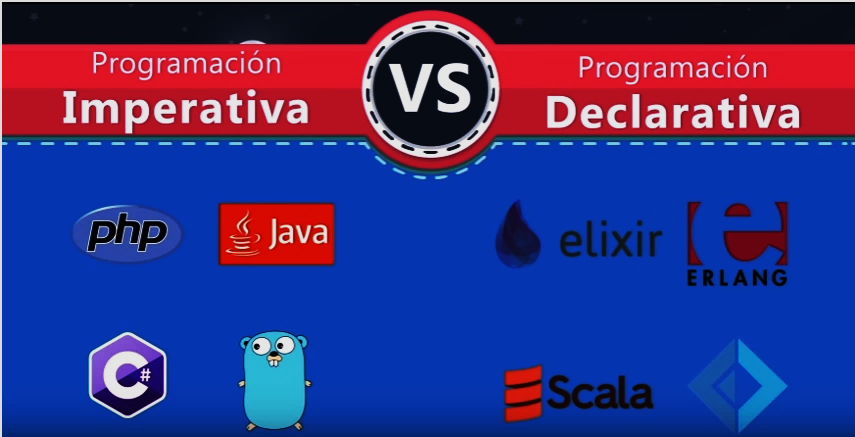 Programación
Imperativa
VS
Programación
Declarativa
php
Java
elixir
e
ERLANG
C#
Scala